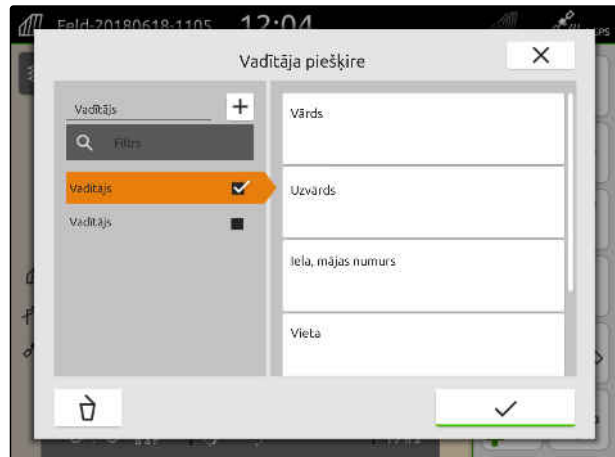 Feld-20180618-1105 12:04
Vadītāja piešķire
Vadītājs
Filtrs
Vadītājs
Vadītājs
Vārds
Uzvārds
Iela, mājas numurs
Vieta